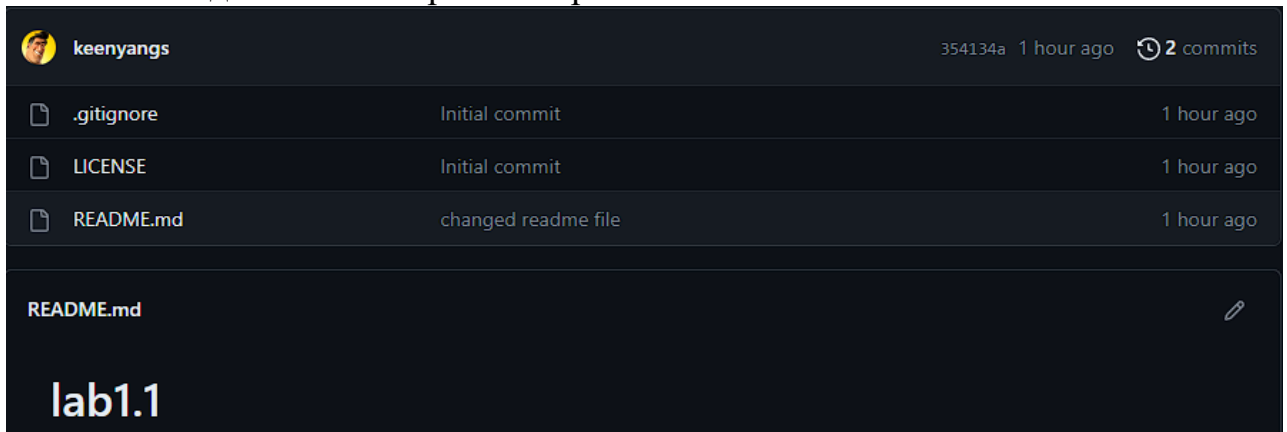 keenyangs 354134a 1 hour ago 2 commits
.gitignore Initial commit 1 hour ago
LICENSE Initial commit 1 hour ago
README.md changed readme file 1 hour ago
README.md
lab1.1